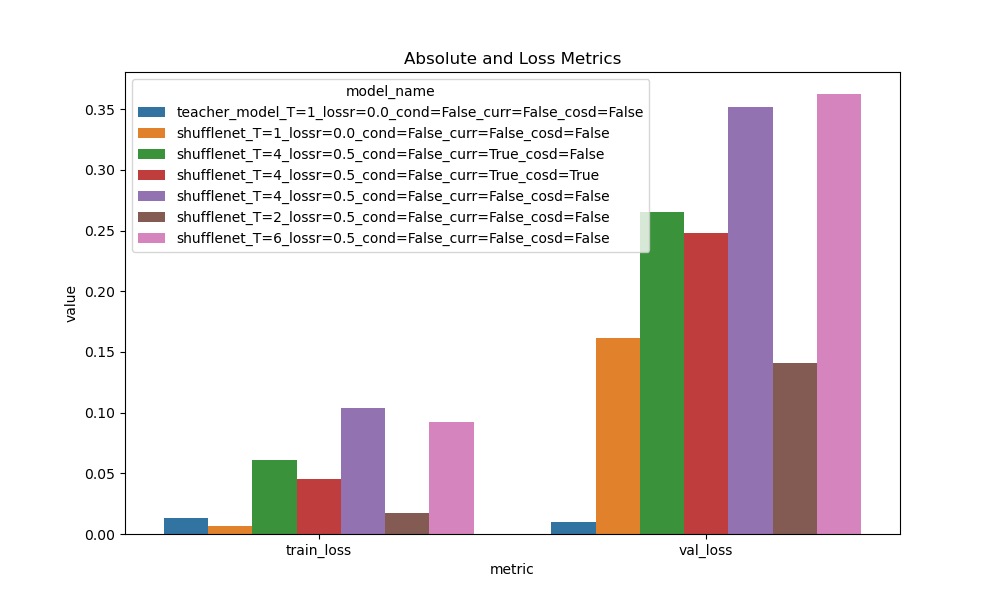 Absolute and Loss Metrics
model_name
teacher_model_T=1_lossr=0.0_cond=False_curr=False_cosd=False
shufflenet_T=1_lossr=0.0_cond=False_curr=False_cosd=False
shufflenet_T=4_lossr=0.5_cond=False_curr=True_cosd=False
shufflenet_T=4_lossr=0.5_cond=False_curr=True_cosd=True
shufflenet_T=4_lossr=0.5_cond=False_curr=False_cosd=False
shufflenet_T=2_lossr=0.5_cond=False_curr=False_cosd=False
shufflenet_T=6_lossr=0.5_cond=False_curr=False_cosd=False
value
0.35
0.30
0.25
0.20
0.15
0.10
0.05
0.00
train_loss val_loss
metric